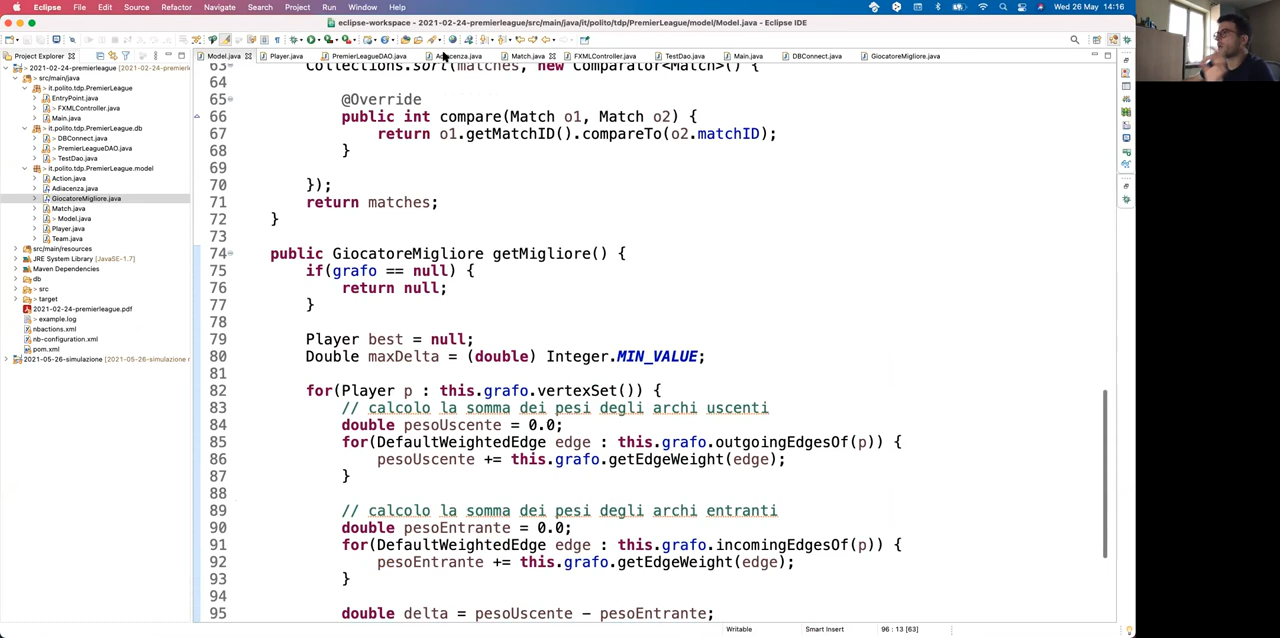 Eclipse File Edit Source Refactor Navigate Search Project Run Window Help Wed 26 May 14:16
eclipse-workspace - 2021-02-24-premierleague/src/main/java/it/polito/tdp/PremierLeague/model/Model.java - Eclipse IDE
Project Explorer
Model.java Player.java PremierLeagueDAO.java Adiacenza.java Match.java FXMLController.java TestDao.java Main.java DBConnect.java GiocatoreMigliore.java
> 2021-02-24-premierleague
> src/main/java
> it.polito.tdp.PremierLeague
EntryPoint.java
> FXMLController.java
Main.java
> it.polito.tdp.PremierLeague.db
> DBConnect.java
> PremierLeagueDAO.java
> TestDao.java
> it.polito.tdp.PremierLeague.model
Action.java
Adiacenza.java
GiocatoreMigliore.java
Match.java
> Model.java
Player.java
Team.java
src/main/resources
JRE System Library [JavaSE-1.7]
Maven Dependencies
db
src
> target
2021-02-24-premierleague.pdf
> example.log
nbactions.xml
nb-configuration.xml
pom.xml
2021-05-26-simulazione
63 Collections.sort(matches, new Comparator<Match>() {
64
65 @Override
66 public int compare(Match o1, Match o2) {
67 return o1.getMatchID().compareTo(o2.matchID);
68 }
69
70 });
71 return matches;
72 }
73
74 public GiocatoreMigliore getMigliore() {
75 if(grafo == null) {
76 return null;
77 }
78
79 Player best = null;
80 Double maxDelta = (double) Integer.MIN_VALUE;
81
82 for(Player p : this.grafo.vertexSet()) {
83 // calcolo la somma dei pesi degli archi uscenti
84 double pesoUscente = 0.0;
85 for(DefaultWeightedEdge edge : this.grafo.outgoingEdgesOf(p)) {
86 pesoUscente += this.grafo.getEdgeWeight(edge);
87 }
88
89 // calcolo la somma dei pesi degli archi entranti
90 double pesoEntrante = 0.0;
91 for(DefaultWeightedEdge edge : this.grafo.incomingEdgesOf(p)) {
92 pesoEntrante += this.grafo.getEdgeWeight(edge);
93 }
94
95 double delta = pesoUscente - pesoEntrante;
Writable Smart Insert 96 : 13 [63]